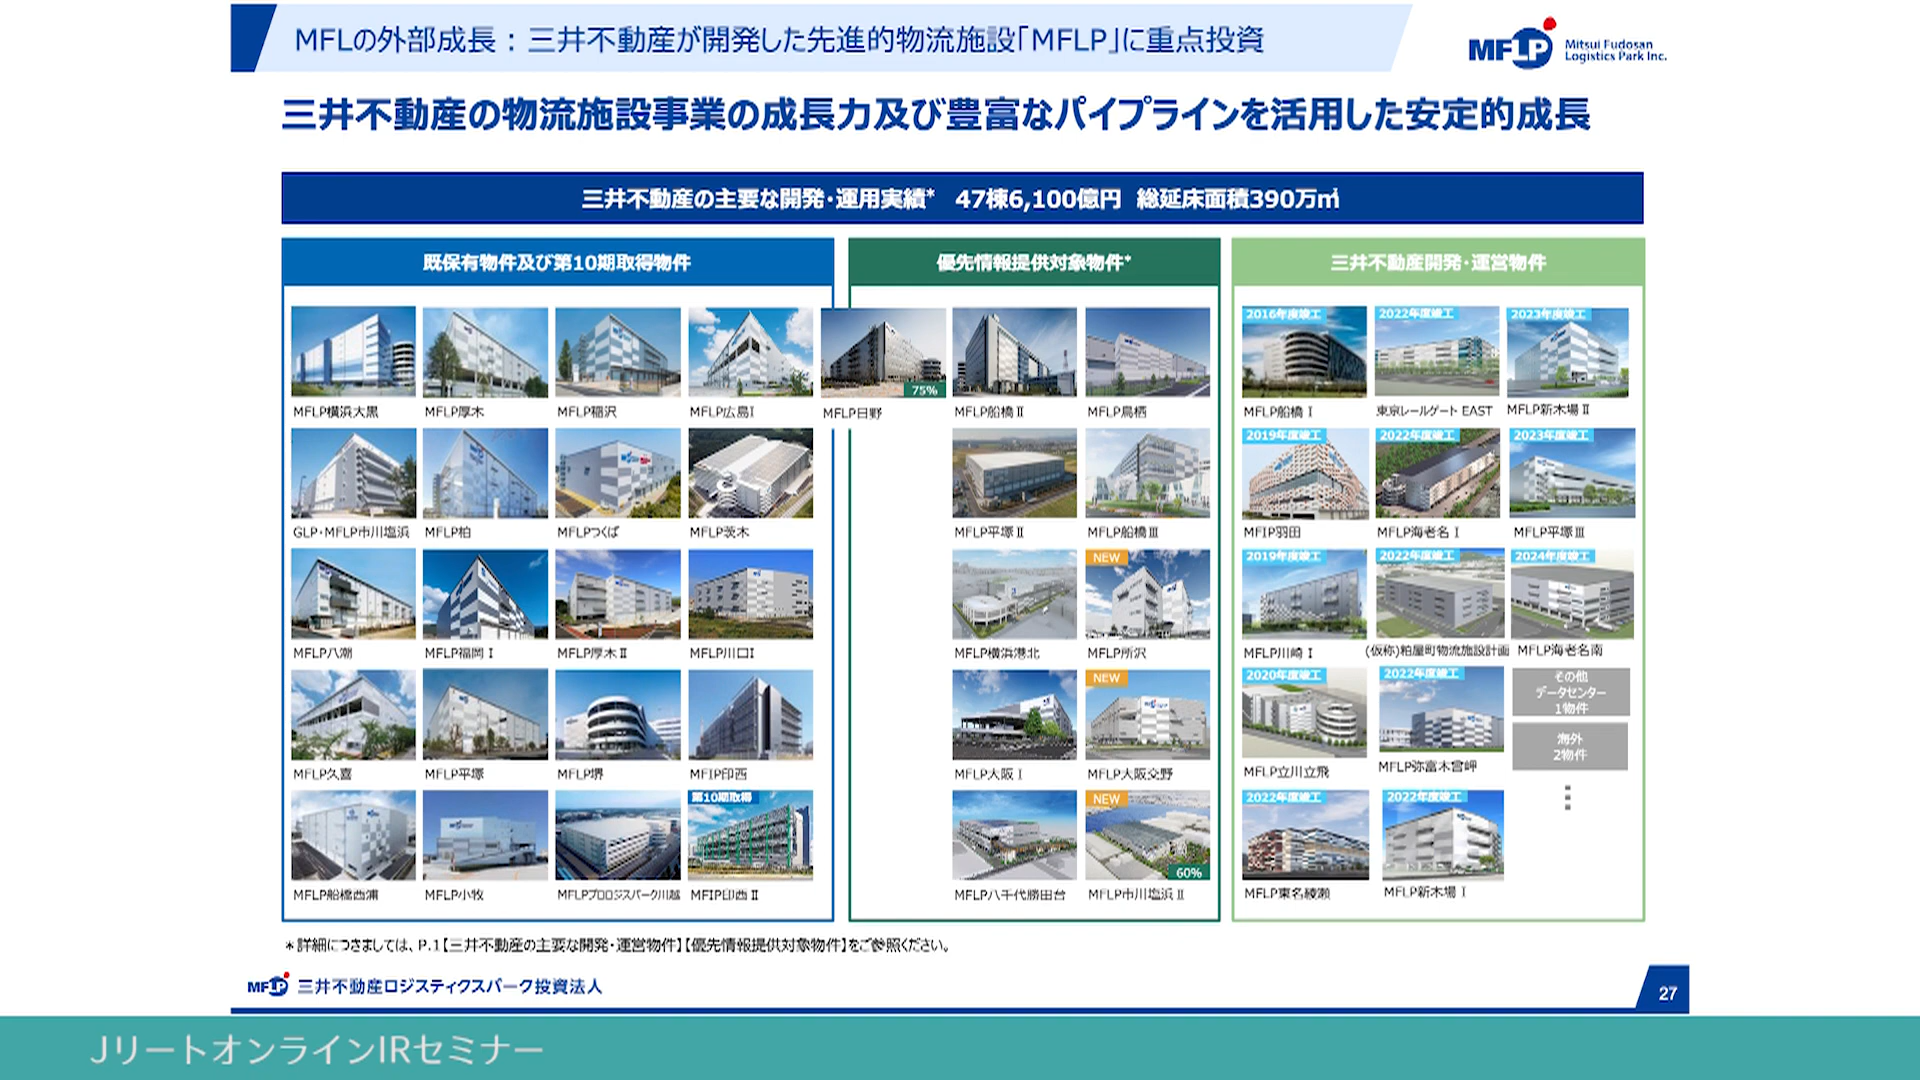 MFLの外部成長：三井不動産が開発した先進的物流施設「MFLP」に重点投資
MFLP Mitsui Fudosan
Logistics Park Inc.
三井不動産の物流施設事業の成長力及び豊富なパイプラインを活用した安定的成長
三井不動産の主要な開発・運用実績* 47棟6,100億円 総延床面積390万㎡
既保有物件及び第10期取得物件
MFLP横浜大黒 MFLP厚木 MFLP稲沢 MFLP広島Ⅰ
GLP・MFLP市川塩浜 MFLP柏 MFLPつくば MFLP茨木
MFLP八潮 MFLP福岡Ⅰ MFLP厚木Ⅱ MFLP川口Ⅰ
MFLP久喜 MFLP平塚 MFLP堺 MFIP印西
第10期取得
MFLP船橋西浦 MFLP小牧 MFLPプロロジスパーク川越 MFIP印西Ⅱ
優先情報提供対象物件*
75%
MFLP日野 MFLP船橋Ⅱ MFLP鳥栖
MFLP平塚Ⅱ MFLP船橋Ⅲ
NEW
MFLP横浜港北 MFLP所沢
NEW
MFLP大阪Ⅰ MFLP大阪交野
NEW
60%
MFLP八千代勝田台 MFLP市川塩浜Ⅱ
三井不動産開発・運営物件
2016年度竣工 2022年度竣工 2023年度竣工
MFLP船橋Ⅰ 東京レールゲート EAST MFLP新木場Ⅱ
2019年度竣工 2022年度竣工 2023年度竣工
MFIP羽田 MFLP海老名Ⅰ MFLP平塚Ⅲ
2019年度竣工 2022年度竣工 2024年度竣工
MFLP川崎Ⅰ (仮称)粕屋町物流施設計画 MFLP海老名南
2020年度竣工 2022年度竣工
MFLP立川立飛 MFLP弥富木曽岬
その他
データセンター
1物件
海外
2物件
2022年度竣工 2022年度竣工
MFLP東名綾瀬 MFLP新木場Ⅰ
*詳細につきましては、P.1【三井不動産の主要な開発・運営物件】【優先情報提供対象物件】をご参照ください。
MFLP 三井不動産ロジスティクスパーク投資法人
27
JリートオンラインIRセミナー